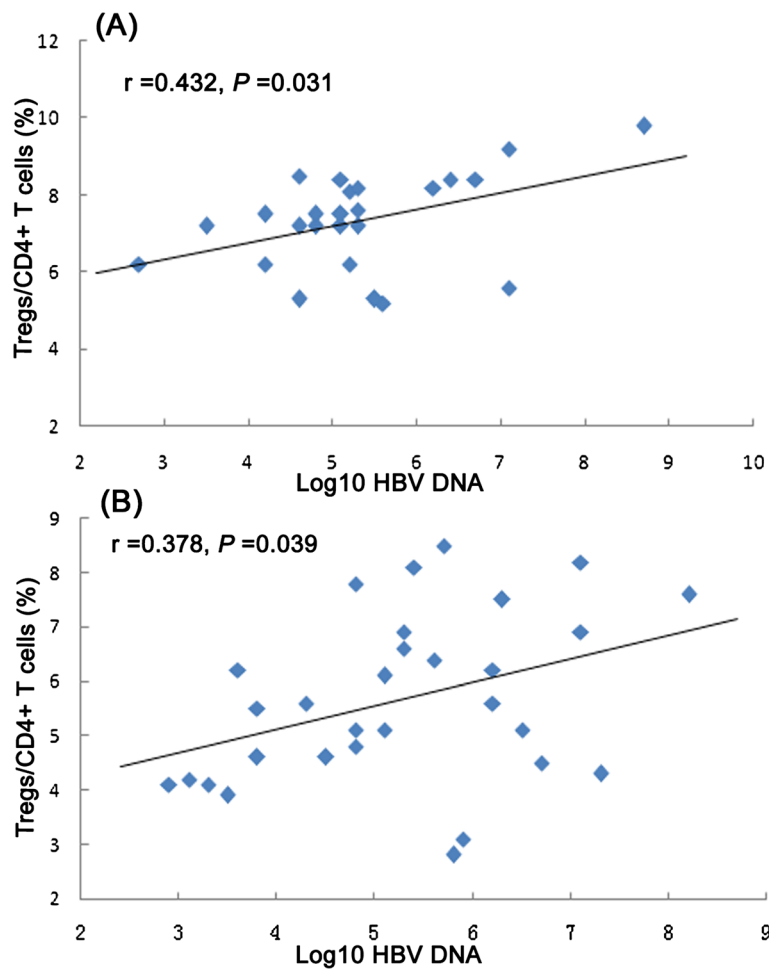 (A)
r =0.432, P =0.031
Tregs/CD4+ T cells (%)
12
10
8
6
4
2
2 3 4 5 6 7 8 9 10
Log10 HBV DNA
(B)
r =0.378, P =0.039
Tregs/CD4+ T cells (%)
9
8
7
6
5
4
3
2
2 3 4 5 6 7 8 9
Log10 HBV DNA